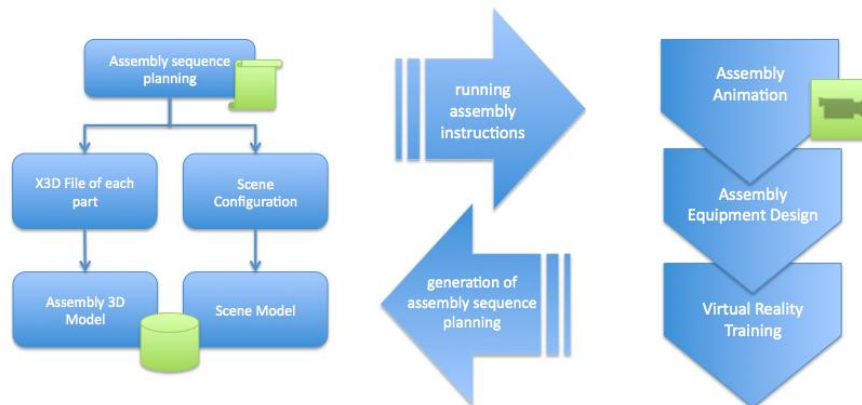 Assembly sequence
planning
X3D File of each
part
Scene
Configuration
Assembly 3D
Model
Scene Model
running
assembly
instructions
generation of
assembly sequence
planning
Assembly
Animation
Assembly
Equipment Design
Virtual Reality
Training